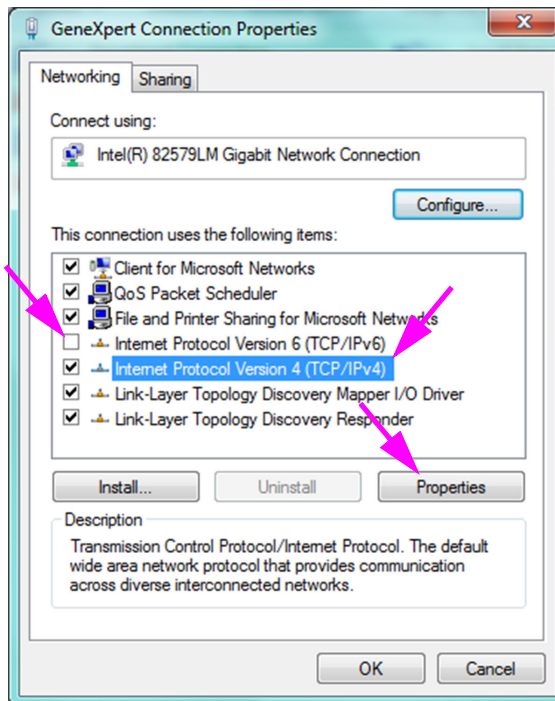 GeneXpert Connection Properties
Networking
Sharing
Connect using:
Intel(R) 82579LM Gigabit Network Connection
Configure...
This connection uses the following items:
Client for Microsoft Networks
QoS Packet Scheduler
File and Printer Sharing for Microsoft Networks
Internet Protocol Version 6 (TCP/IPv6)
Internet Protocol Version 4 (TCP/IPv4)
Link-Layer Topology Discovery Mapper I/O Driver
Link-Layer Topology Discovery Responder
Install...
Uninstall
Properties
Description
Transmission Control Protocol/Internet Protocol. The default
wide area network protocol that provides communication
across diverse interconnected networks.
OK
Cancel